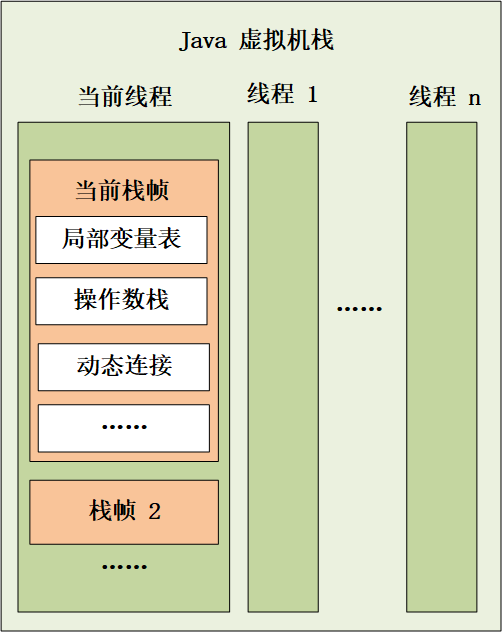 Java 虚拟机栈
当前线程
线程 1
线程 n
当前栈帧
局部变量表
操作数栈
动态连接
……
栈帧 2
……
……